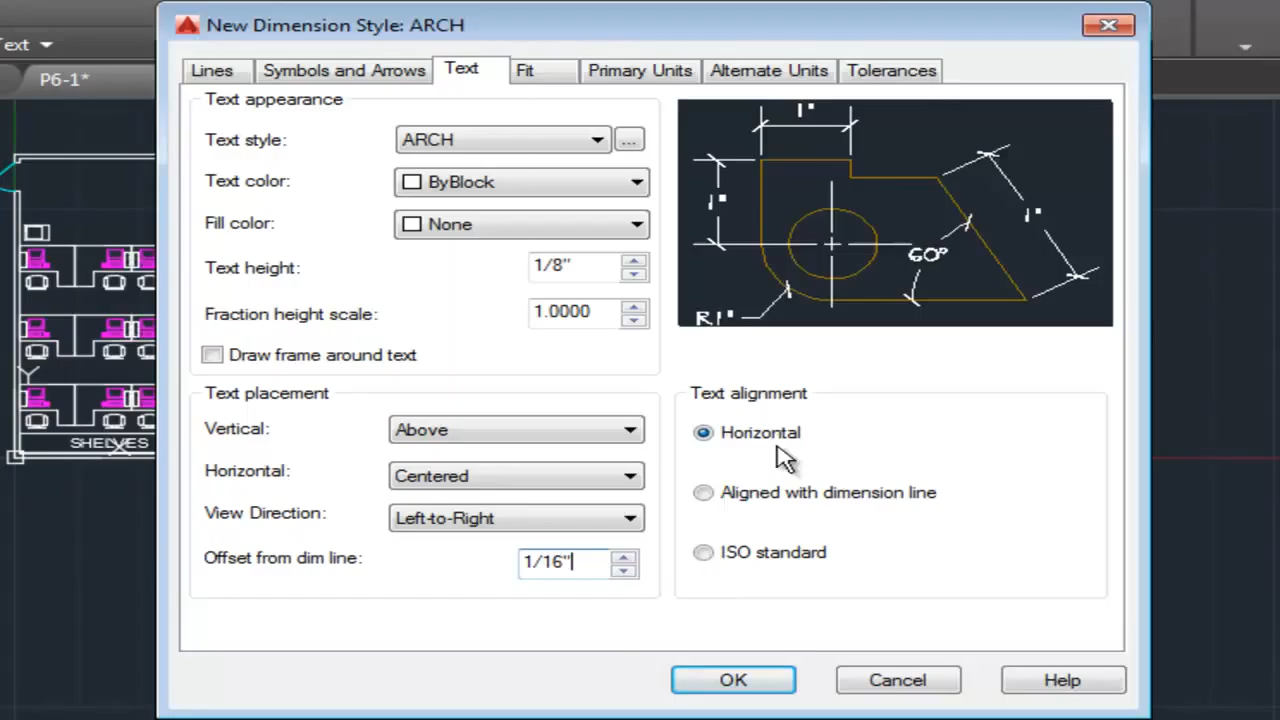 New Dimension Style: ARCH
Text
P6-1*
Lines Symbols and Arrows Text Fit Primary Units Alternate Units Tolerances
Text appearance
Text style: ARCH ...
Text color: ByBlock
Fill color: None
Text height: 1/8"
Fraction height scale: 1.0000
Draw frame around text
1"
1"
1"
60°
R1"
Text placement
Vertical: Above
Horizontal: Centered
View Direction: Left-to-Right
Offset from dim line: 1/16"
Text alignment
Horizontal
Aligned with dimension line
ISO standard
Y
SHELVES
X
OK Cancel Help